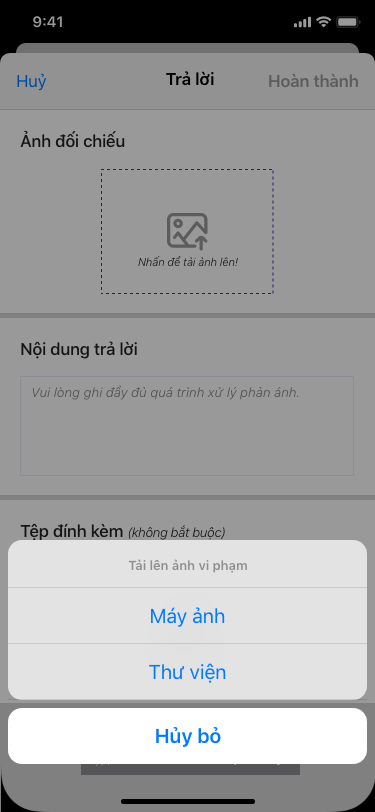 9:41
Huỷ
Trả lời
Hoàn thành
Ảnh đối chiếu
Nhấn để tải ảnh lên!
Nội dung trả lời
Vui lòng ghi đầy đủ quá trình xử lý phản ánh.
Tệp đính kèm (không bắt buộc)
Tải lên ảnh vi phạm
Máy ảnh
Thư viện
Hủy bỏ